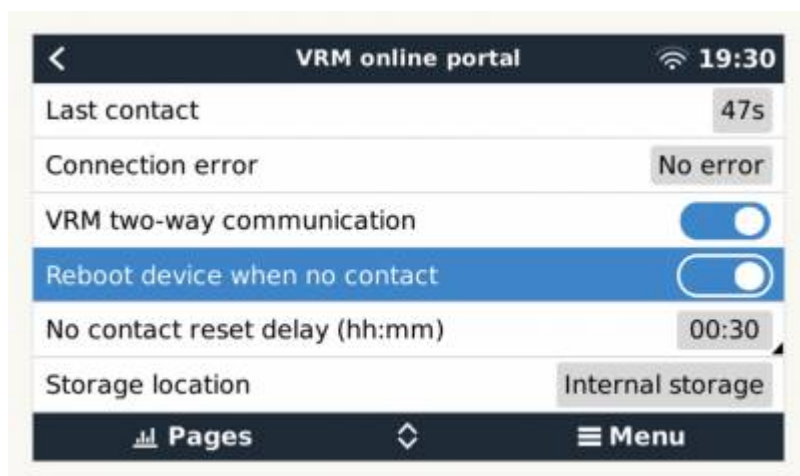 VRM online portal 19:30
Last contact 47s
Connection error No error
VRM two-way communication
Reboot device when no contact
No contact reset delay (hh:mm) 00:30
Storage location Internal storage
Pages Menu